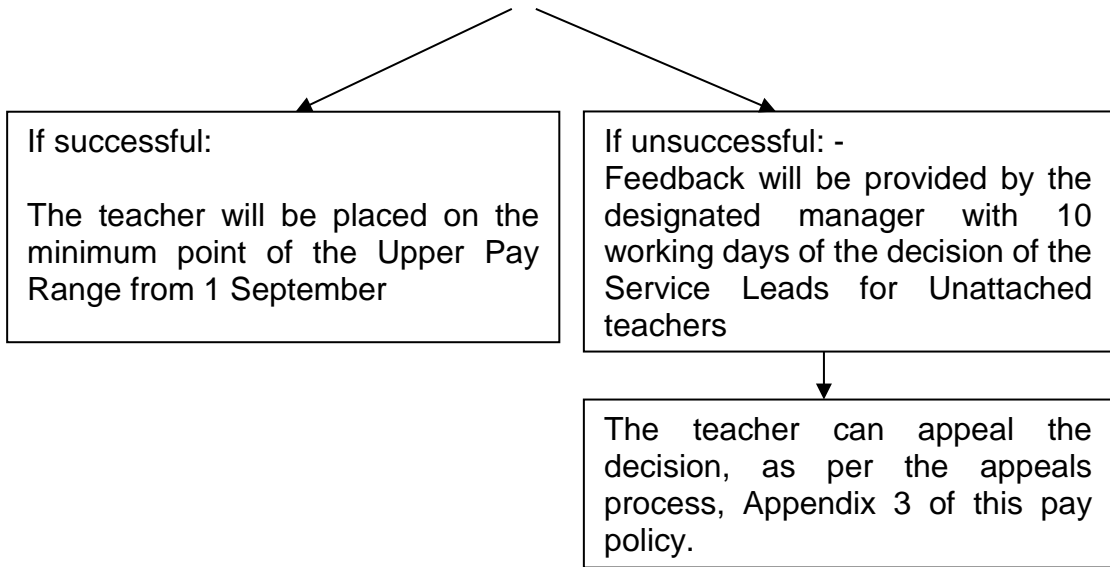 If successful:
The teacher will be placed on the
minimum point of the Upper Pay
Range from 1 September
If unsuccessful: -
Feedback will be provided by the
designated manager with 10
working days of the decision of the
Service Leads for Unattached
teachers
The teacher can appeal the
decision, as per the appeals
process, Appendix 3 of this pay
policy.